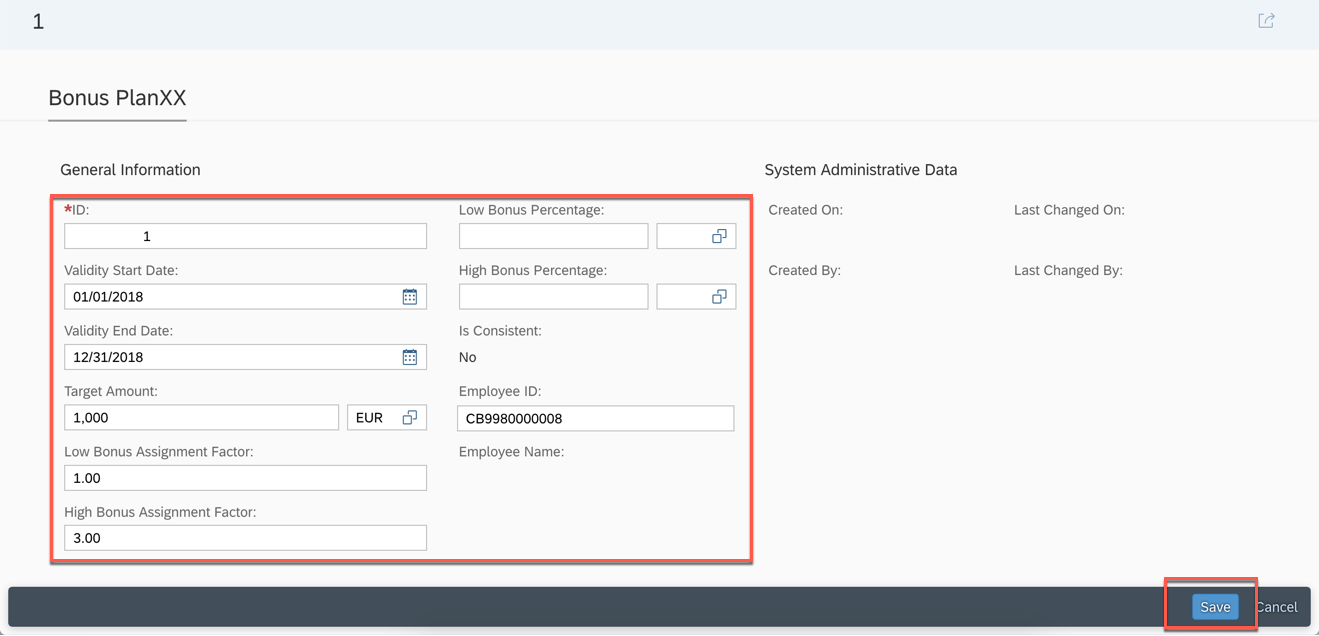 1
Bonus PlanXX
General Information
*ID:
1
Validity Start Date:
01/01/2018
Validity End Date:
12/31/2018
Target Amount:
1,000 EUR
Low Bonus Assignment Factor:
1.00
High Bonus Assignment Factor:
3.00
Low Bonus Percentage:
High Bonus Percentage:
Is Consistent:
No
Employee ID:
CB9980000008
Employee Name:
System Administrative Data
Created On:
Created By:
Last Changed On:
Last Changed By:
Save Cancel